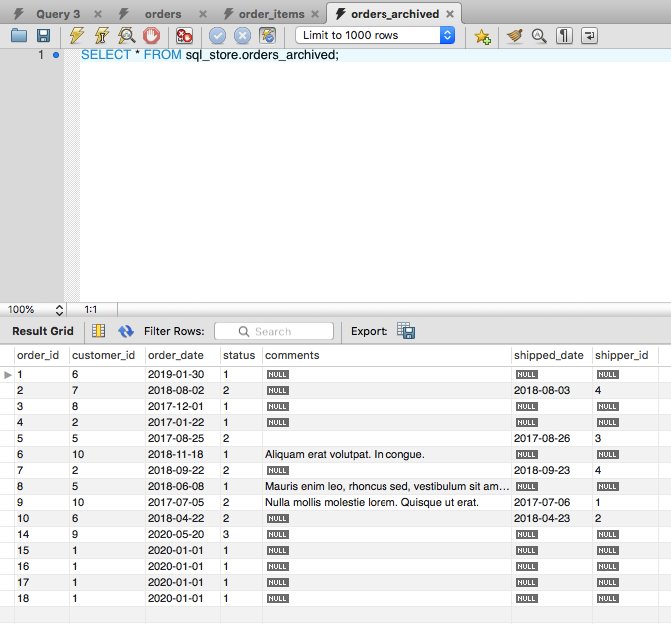 Query 3 orders order_items orders_archived
Limit to 1000 rows
1 SELECT * FROM sql_store.orders_archived;
100% 1:1
Result Grid Filter Rows: Search Export:
order_id customer_id order_date status comments shipped_date shipper_id
1 6 2019-01-30 1 NULL NULL NULL
2 7 2018-08-02 2 NULL 2018-08-03 4
3 8 2017-12-01 1 NULL NULL NULL
4 2 2017-01-22 1 NULL NULL NULL
5 5 2017-08-25 2 2017-08-26 3
6 10 2018-11-18 1 Aliquam erat volutpat. In congue. NULL NULL
7 2 2018-09-22 2 NULL 2018-09-23 4
8 5 2018-06-08 1 Mauris enim leo, rhoncus sed, vestibulum sit am... NULL NULL
9 10 2017-07-05 2 Nulla mollis molestie lorem. Quisque ut erat. 2017-07-06 1
10 6 2018-04-22 2 NULL 2018-04-23 2
14 9 2020-05-20 3 NULL NULL NULL
15 1 2020-01-01 1 NULL NULL NULL
16 1 2020-01-01 1 NULL NULL NULL
17 1 2020-01-01 1 NULL NULL NULL
18 1 2020-01-01 1 NULL NULL NULL